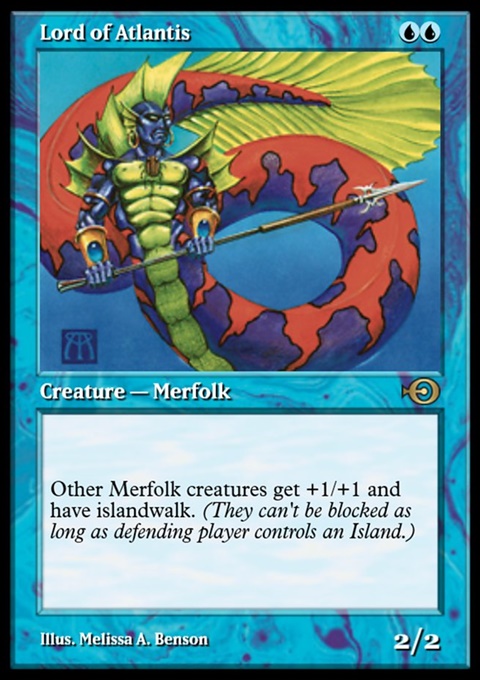 Lord of Atlantis
Creature — Merfolk
Other Merfolk creatures get +1/+1 and
have islandwalk. (They can't be blocked as
long as defending player controls an Island.)
Illus. Melissa A. Benson
2/2